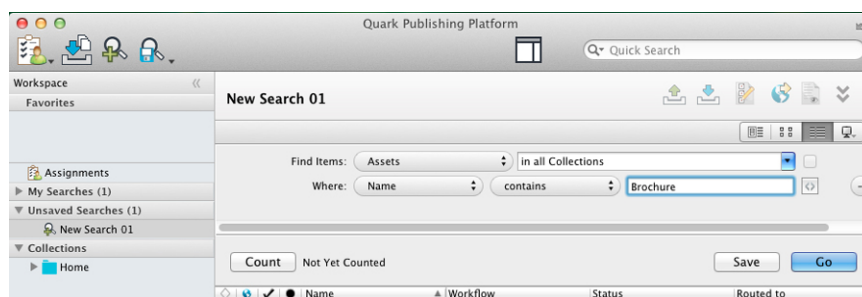 Quark Publishing Platform
Quick Search
Workspace
Favorites
Assignments
My Searches (1)
Unsaved Searches (1)
New Search 01
Collections
Home
New Search 01
Find Items: Assets in all Collections
Where: Name contains Brochure
Count Not Yet Counted Save Go
Name Workflow Status Routed to